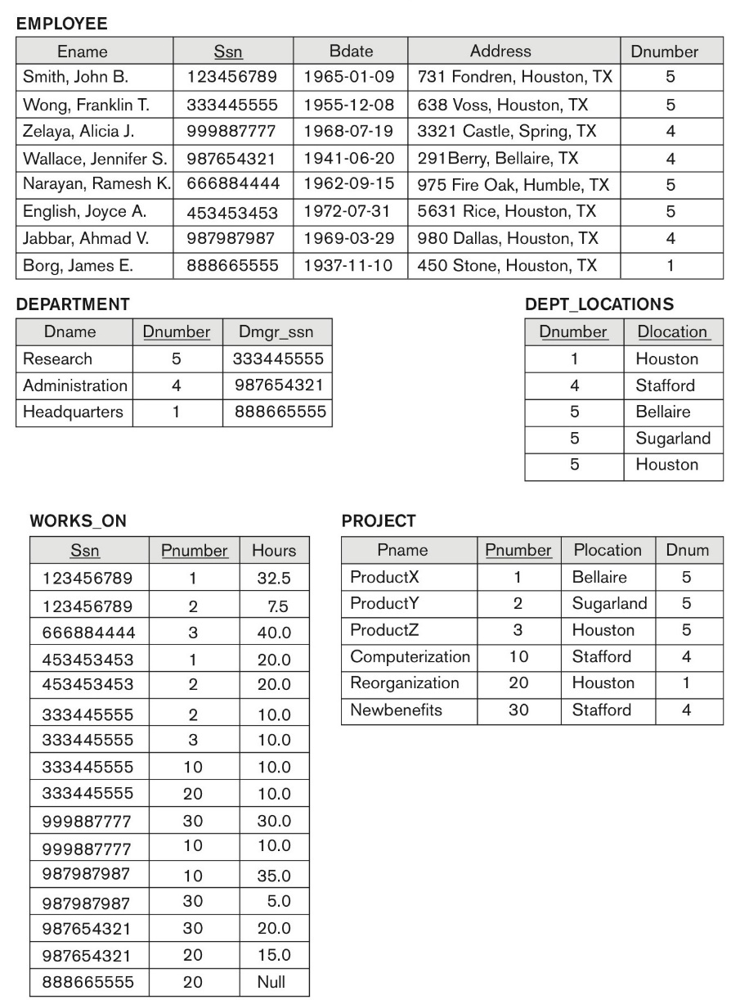 EMPLOYEE
Ename Ssn Bdate Address Dnumber
Smith, John B. 123456789 1965-01-09 731 Fondren, Houston, TX 5
Wong, Franklin T. 333445555 1955-12-08 638 Voss, Houston, TX 5
Zelaya, Alicia J. 999887777 1968-07-19 3321 Castle, Spring, TX 4
Wallace, Jennifer S. 987654321 1941-06-20 291Berry, Bellaire, TX 4
Narayan, Ramesh K. 666884444 1962-09-15 975 Fire Oak, Humble, TX 5
English, Joyce A. 453453453 1972-07-31 5631 Rice, Houston, TX 5
Jabbar, Ahmad V. 987987987 1969-03-29 980 Dallas, Houston, TX 4
Borg, James E. 888665555 1937-11-10 450 Stone, Houston, TX 1
DEPARTMENT
Dname Dnumber Dmgr_ssn
Research 5 333445555
Administration 4 987654321
Headquarters 1 888665555
DEPT_LOCATIONS
Dnumber Dlocation
1 Houston
4 Stafford
5 Bellaire
5 Sugarland
5 Houston
WORKS_ON
Ssn Pnumber Hours
123456789 1 32.5
123456789 2 7.5
666884444 3 40.0
453453453 1 20.0
453453453 2 20.0
333445555 2 10.0
333445555 3 10.0
333445555 10 10.0
333445555 20 10.0
999887777 30 30.0
999887777 10 10.0
987987987 10 35.0
987987987 30 5.0
987654321 30 20.0
987654321 20 15.0
888665555 20 Null
PROJECT
Pname Pnumber Plocation Dnum
ProductX 1 Bellaire 5
ProductY 2 Sugarland 5
ProductZ 3 Houston 5
Computerization 10 Stafford 4
Reorganization 20 Houston 1
Newbenefits 30 Stafford 4